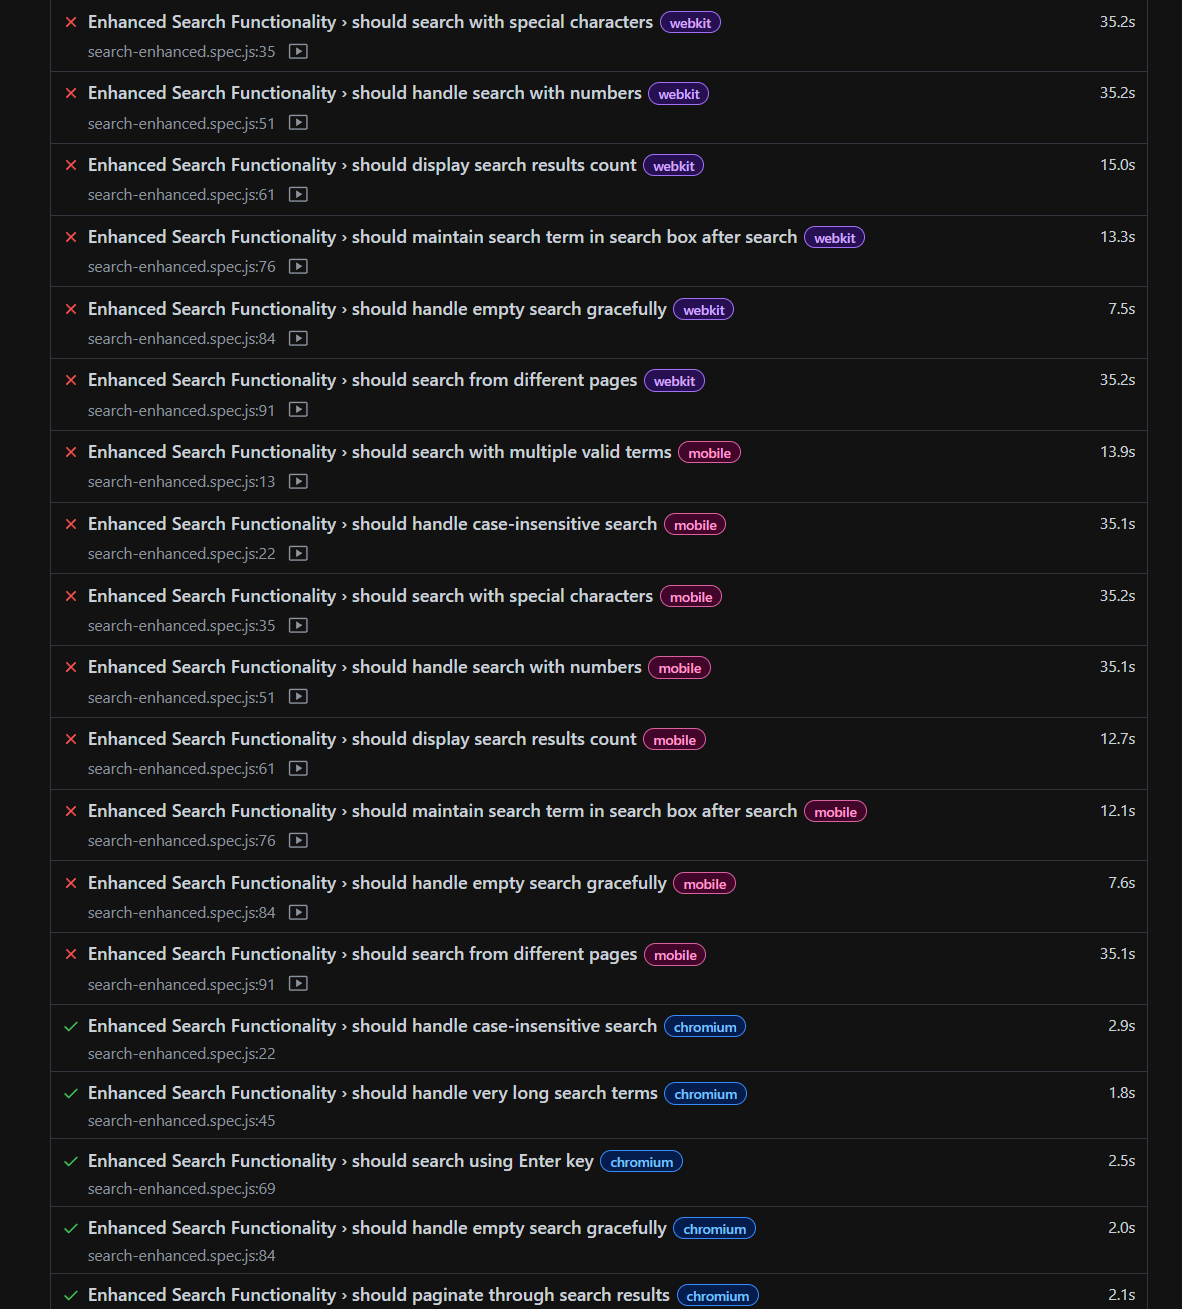 Enhanced Search Functionality › should search with special characters webkit 35.2s
search-enhanced.spec.js:35
Enhanced Search Functionality › should handle search with numbers webkit 35.2s
search-enhanced.spec.js:51
Enhanced Search Functionality › should display search results count webkit 15.0s
search-enhanced.spec.js:61
Enhanced Search Functionality › should maintain search term in search box after search webkit 13.3s
search-enhanced.spec.js:76
Enhanced Search Functionality › should handle empty search gracefully webkit 7.5s
search-enhanced.spec.js:84
Enhanced Search Functionality › should search from different pages webkit 35.2s
search-enhanced.spec.js:91
Enhanced Search Functionality › should search with multiple valid terms mobile 13.9s
search-enhanced.spec.js:13
Enhanced Search Functionality › should handle case-insensitive search mobile 35.1s
search-enhanced.spec.js:22
Enhanced Search Functionality › should search with special characters mobile 35.2s
search-enhanced.spec.js:35
Enhanced Search Functionality › should handle search with numbers mobile 35.1s
search-enhanced.spec.js:51
Enhanced Search Functionality › should display search results count mobile 12.7s
search-enhanced.spec.js:61
Enhanced Search Functionality › should maintain search term in search box after search mobile 12.1s
search-enhanced.spec.js:76
Enhanced Search Functionality › should handle empty search gracefully mobile 7.6s
search-enhanced.spec.js:84
Enhanced Search Functionality › should search from different pages mobile 35.1s
search-enhanced.spec.js:91
Enhanced Search Functionality › should handle case-insensitive search chromium 2.9s
search-enhanced.spec.js:22
Enhanced Search Functionality › should handle very long search terms chromium 1.8s
search-enhanced.spec.js:45
Enhanced Search Functionality › should search using Enter key chromium 2.5s
search-enhanced.spec.js:69
Enhanced Search Functionality › should handle empty search gracefully chromium 2.0s
search-enhanced.spec.js:84
Enhanced Search Functionality › should paginate through search results chromium 2.1s